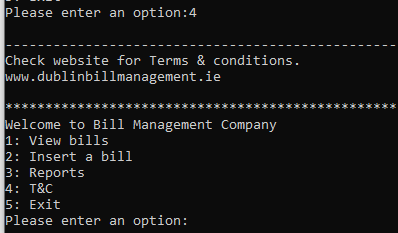 Please enter an option:4
--------------------------------------------------
Check website for Terms & conditions.
www.dublinbillmanagement.ie
**************************************************
Welcome to Bill Management Company
1: View bills
2: Insert a bill
3: Reports
4: T&C
5: Exit
Please enter an option: